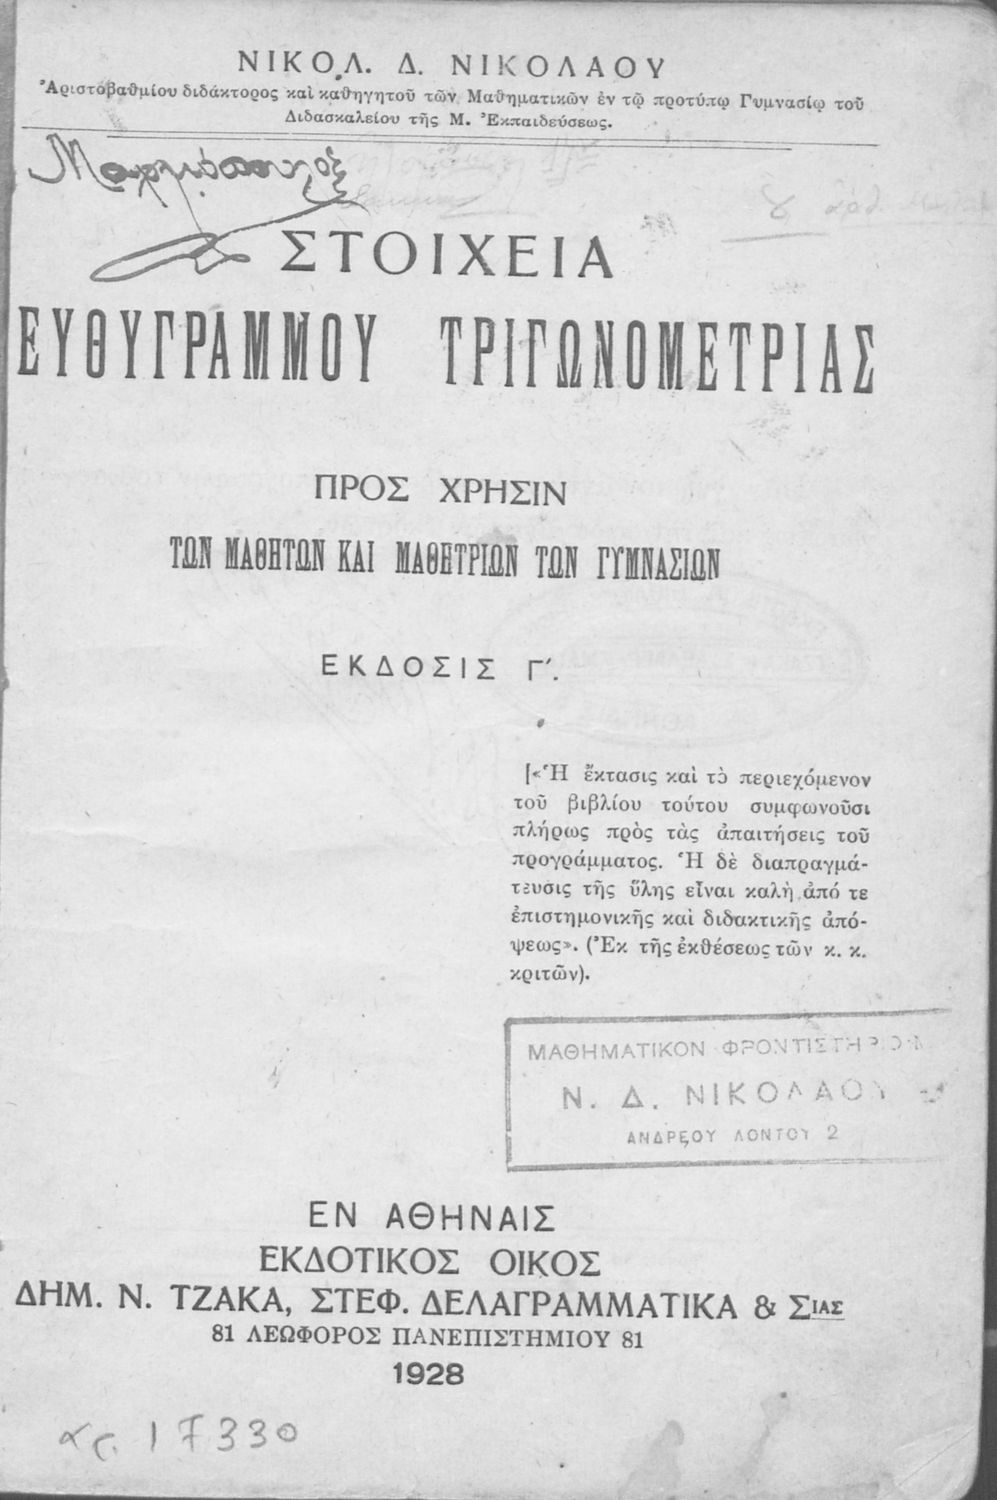 ΝΙΚΟΛ. Δ. ΝΙΚΟΛΑΟΥ
Ἀριστοβαθμίου διδάκτορος καὶ καθηγητοῦ τῶν Μαθηματικῶν ἐν τῷ προτύπῳ Γυμνασίῳ τοῦ
Διδασκαλείου τῆς Μ. Ἐκπαιδεύσεως.
ΣΤΟΙΧΕΙΑ
ΕΥΘΥΓΡΑΜΜΟΥ ΤΡΙΓΩΝΟΜΕΤΡΙΑΣ
ΠΡΟΣ ΧΡΗΣΙΝ
ΤΩΝ ΜΑΘΗΤΩΝ ΚΑΙ ΜΑΘΗΤΡΙΩΝ ΤΩΝ ΓΥΜΝΑΣΙΩΝ
ΕΚΔΟΣΙΣ Γ΄.
[«Ἡ ἔκτασις καὶ τὸ περιεχόμενον
τοῦ βιβλίου τούτου συμφωνοῦσι
πλήρως πρὸς τὰς ἀπαιτήσεις τοῦ
προγράμματος. Ἡ δὲ διαπραγμά-
τευσις τῆς ὕλης εἶναι καλὴ ἀπό τε
ἐπιστημονικῆς καὶ διδακτικῆς ἀπό-
ψεως». (Ἐκ τῆς ἐκθέσεως τῶν κ. κ.
κριτῶν).
ΜΑΘΗΜΑΤΙΚΟΝ ΦΡΟΝΤΙΣΤΗΡΙΟΝ
Ν. Δ. ΝΙΚΟΛΑΟΥ
ΑΝΔΡΕΟΥ ΛΟΝΤΟΥ 2
ΕΝ ΑΘΗΝΑΙΣ
ΕΚΔΟΤΙΚΟΣ ΟΙΚΟΣ
ΔΗΜ. Ν. ΤΖΑΚΑ, ΣΤΕΦ. ΔΕΛΑΓΡΑΜΜΑΤΙΚΑ & ΣΙΑΣ
81 ΛΕΩΦΟΡΟΣ ΠΑΝΕΠΙΣΤΗΜΙΟΥ 81
1928
17330